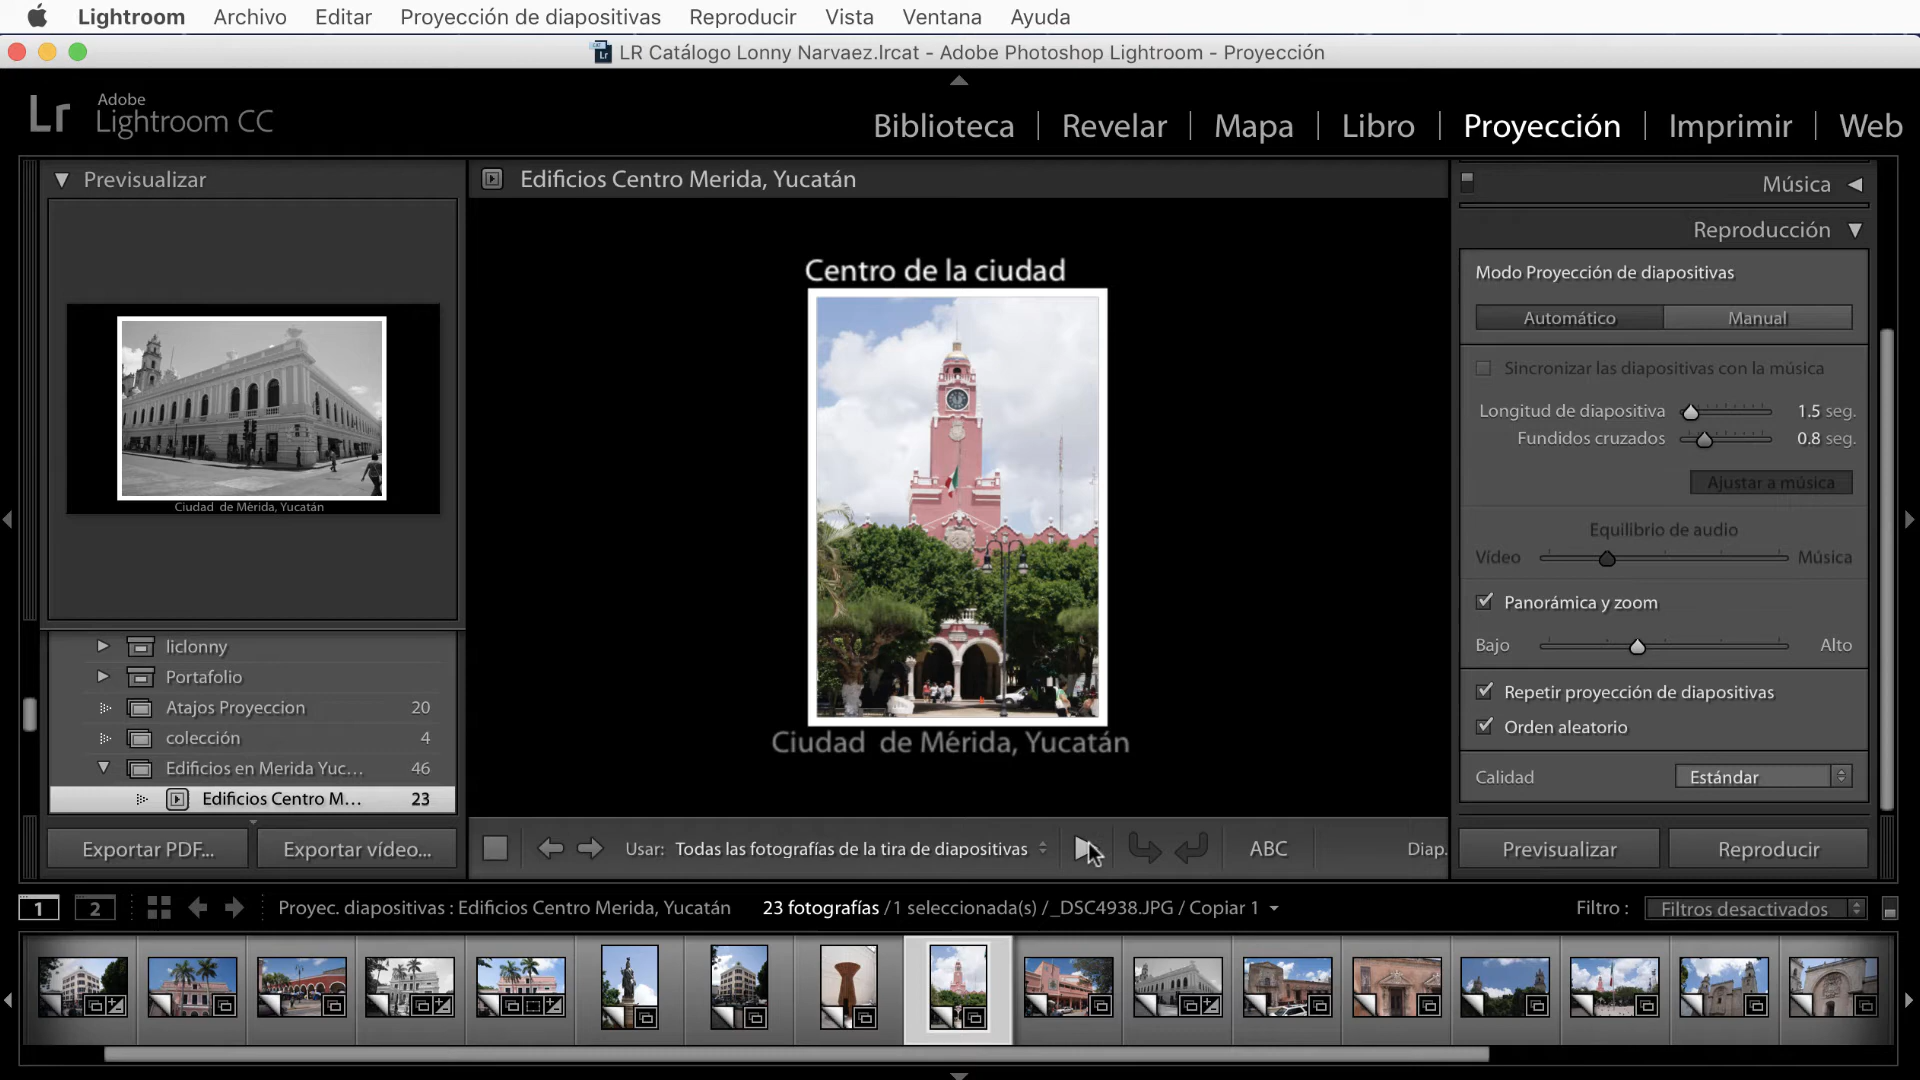 Lightroom Archivo Editar Proyección de diapositivas Reproducir Vista Ventana Ayuda
LR Catálogo Lonny Narvaez.lrcat - Adobe Photoshop Lightroom - Proyección
Lr Adobe Lightroom CC
Biblioteca | Revelar | Mapa | Libro | Proyección | Imprimir | Web
Previsualizar
Ciudad de Mérida, Yucatán
liclonny
Portafolio
Atajos Proyeccion 20
colección 4
Edificios en Merida Yuc... 46
Edificios Centro M... 23
Exportar PDF...
Exportar vídeo...
Edificios Centro Merida, Yucatán
Centro de la ciudad
Ciudad de Mérida, Yucatán
Usar: Todas las fotografías de la tira de diapositivas
ABC
Diap.
Música
Reproducción
Modo Proyección de diapositivas
Automático Manual
Sincronizar las diapositivas con la música
Longitud de diapositiva 1.5 seg.
Fundidos cruzados 0.8 seg.
Ajustar a música
Equilibrio de audio
Vídeo Música
Panorámica y zoom
Bajo Alto
Repetir proyección de diapositivas
Orden aleatorio
Calidad Estándar
Previsualizar Reproducir
1 2 Proyec. diapositivas : Edificios Centro Merida, Yucatán 23 fotografías /1 seleccionada(s) /_DSC4938.JPG / Copiar 1 Filtro : Filtros desactivados